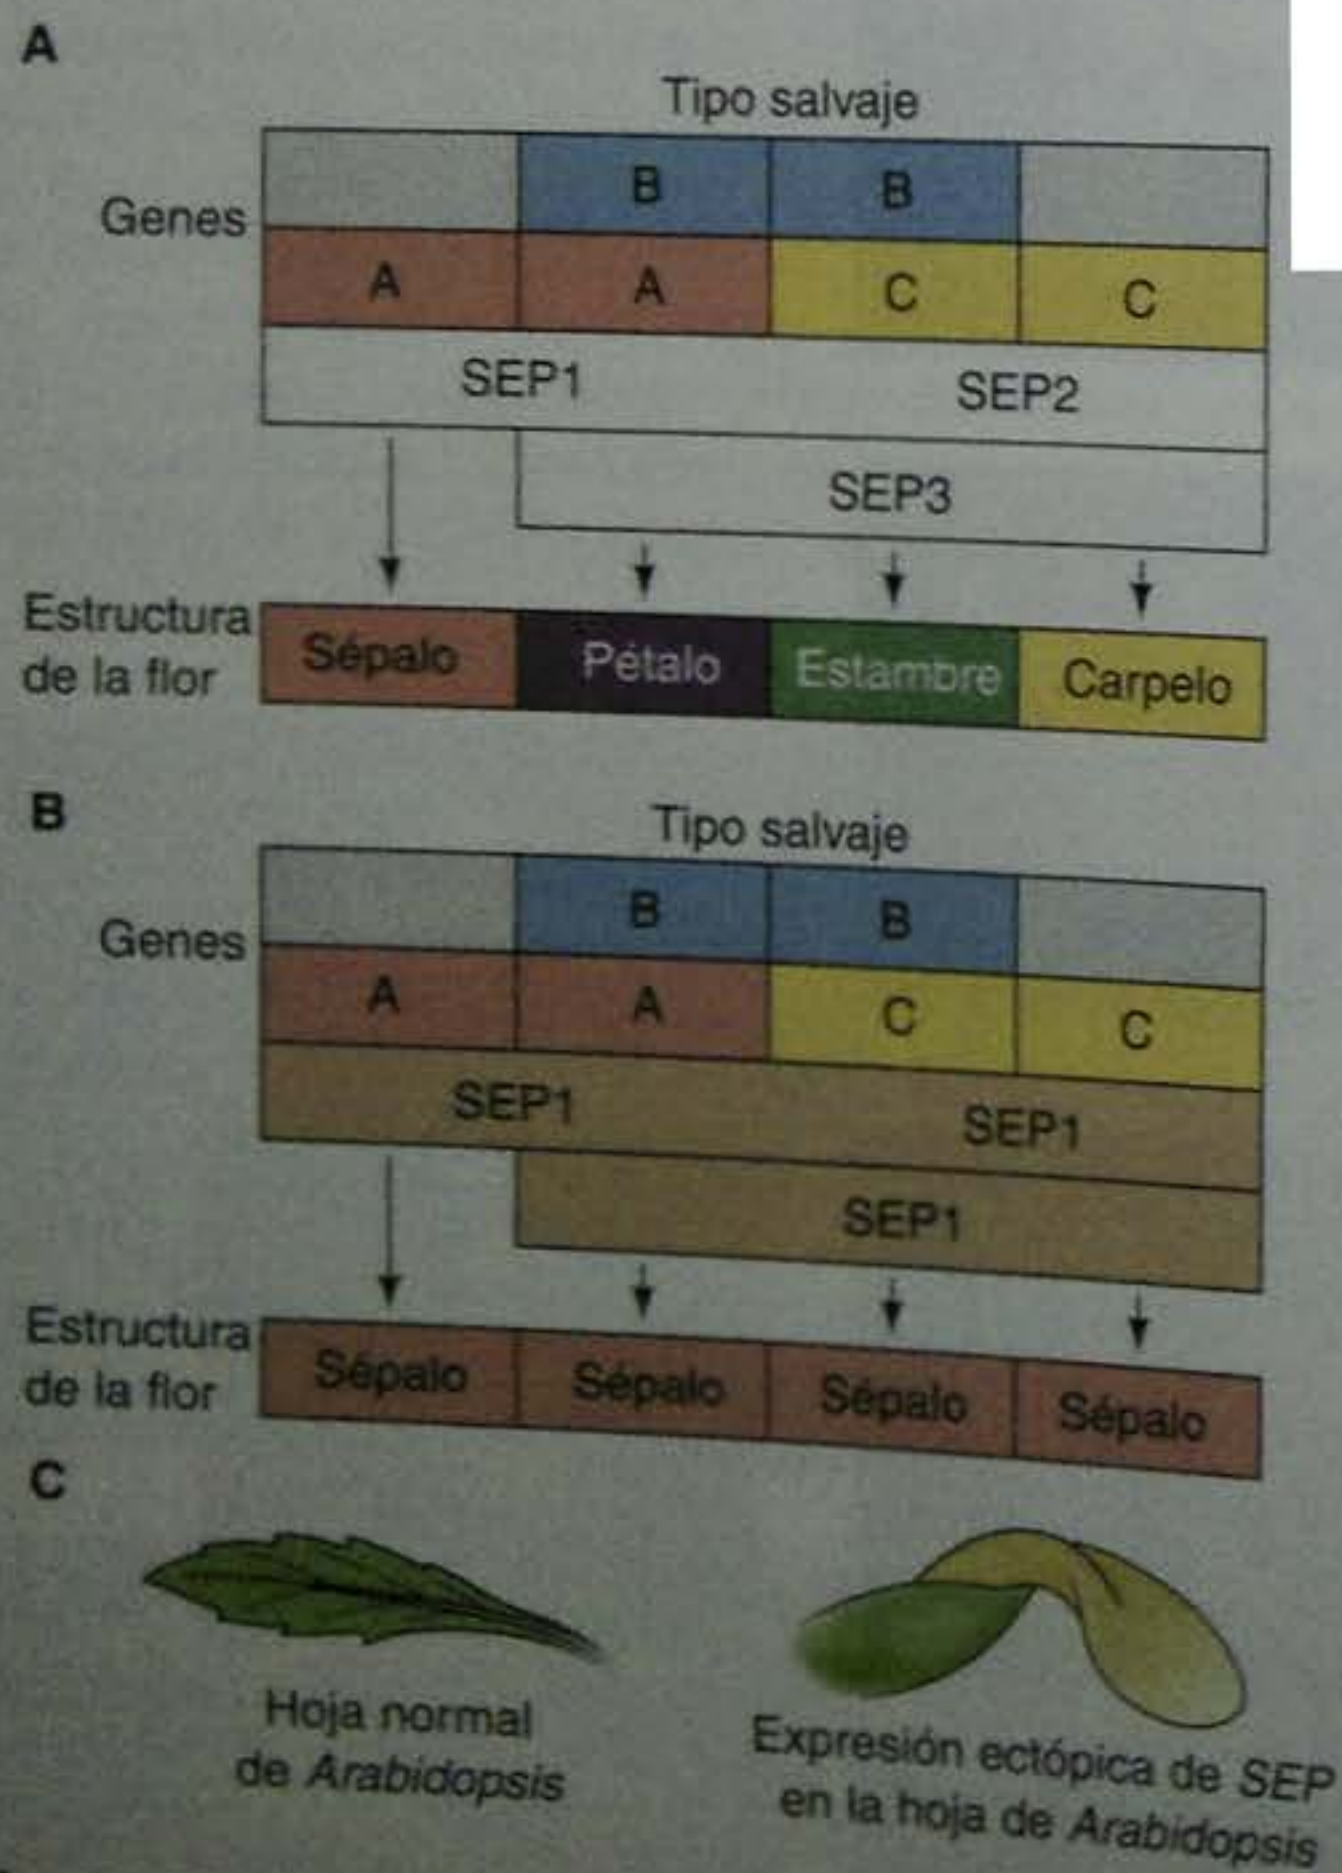 A
Tipo salvaje
B B
Genes
A A C C
SEP1 SEP2
SEP3
Estructura
de la flor
Sépalo Pétalo Estambre Carpelo
B
Tipo salvaje
B B
Genes
A A C C
SEP1 SEP1
SEP1
Estructura
de la flor
Sépalo Sépalo Sépalo Sépalo
C
Hoja normal
de Arabidopsis
Expresión ectópica de SEP
en la hoja de Arabidopsis